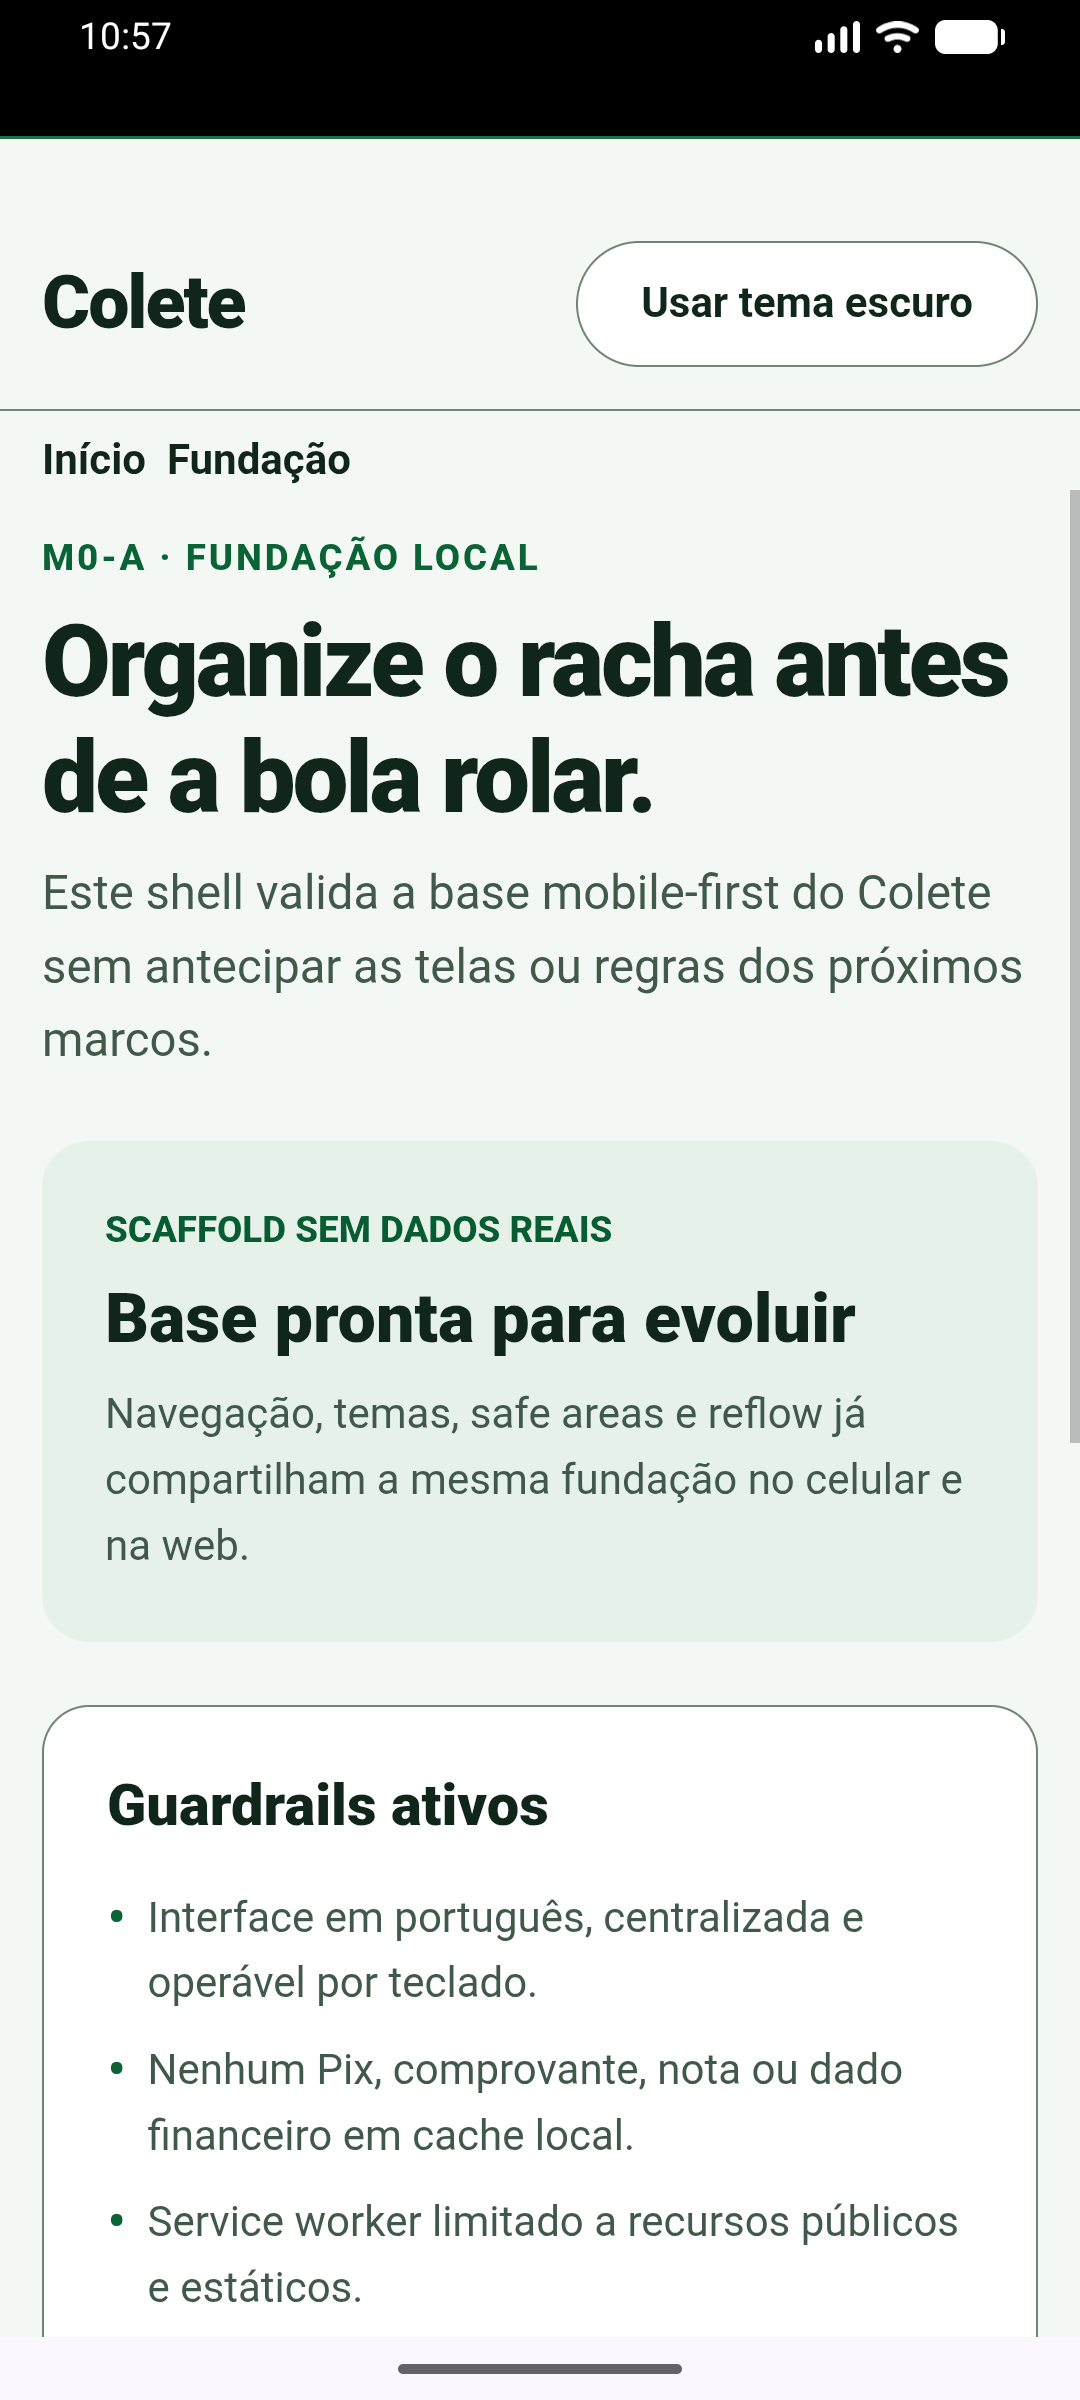 10:57
Colete
Usar tema escuro
Início Fundação
M0-A · FUNDAÇÃO LOCAL
Organize o racha antes
de a bola rolar.
Este shell valida a base mobile-first do Colete
sem antecipar as telas ou regras dos próximos
marcos.
SCAFFOLD SEM DADOS REAIS
Base pronta para evoluir
Navegação, temas, safe areas e reflow já
compartilham a mesma fundação no celular e
na web.
Guardrails ativos
• Interface em português, centralizada e
operável por teclado.
• Nenhum Pix, comprovante, nota ou dado
financeiro em cache local.
• Service worker limitado a recursos públicos
e estáticos.